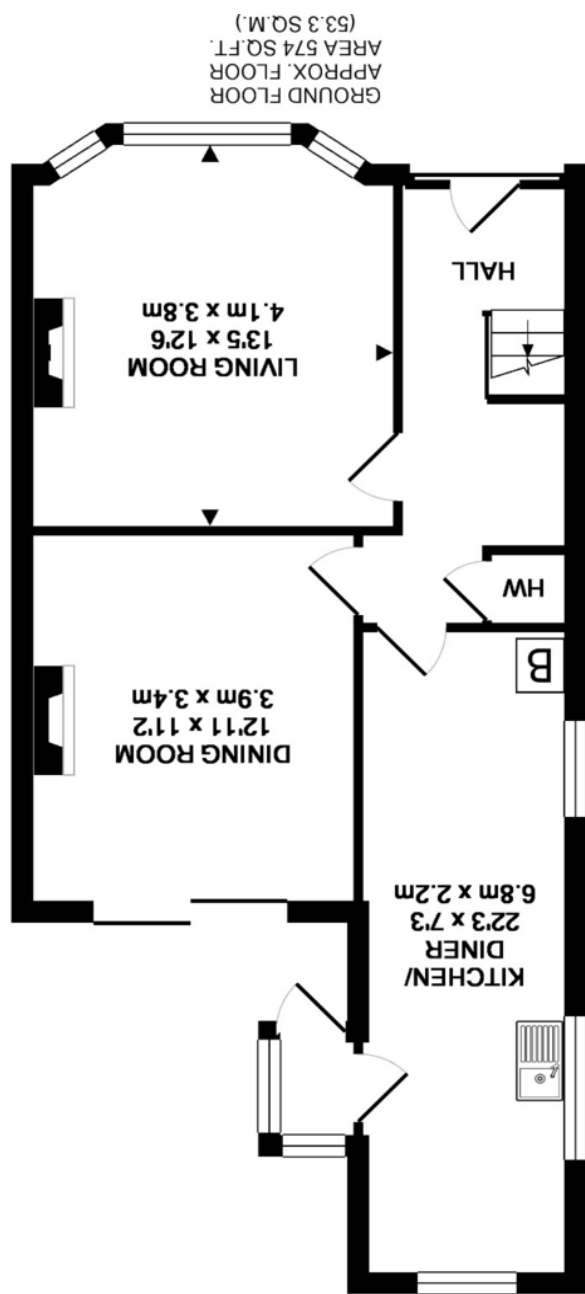 KITCHEN/
DINER
22'3 x 7'3
6.8m x 2.2m
DINING ROOM
12'11 x 11'2
3.9m x 3.4m
B
HW
LIVING ROOM
13'5 x 12'6
4.1m x 3.8m
HALL
GROUND FLOOR
APPROX. FLOOR
AREA 574 SQ.FT.
(53.3 SQ.M.)